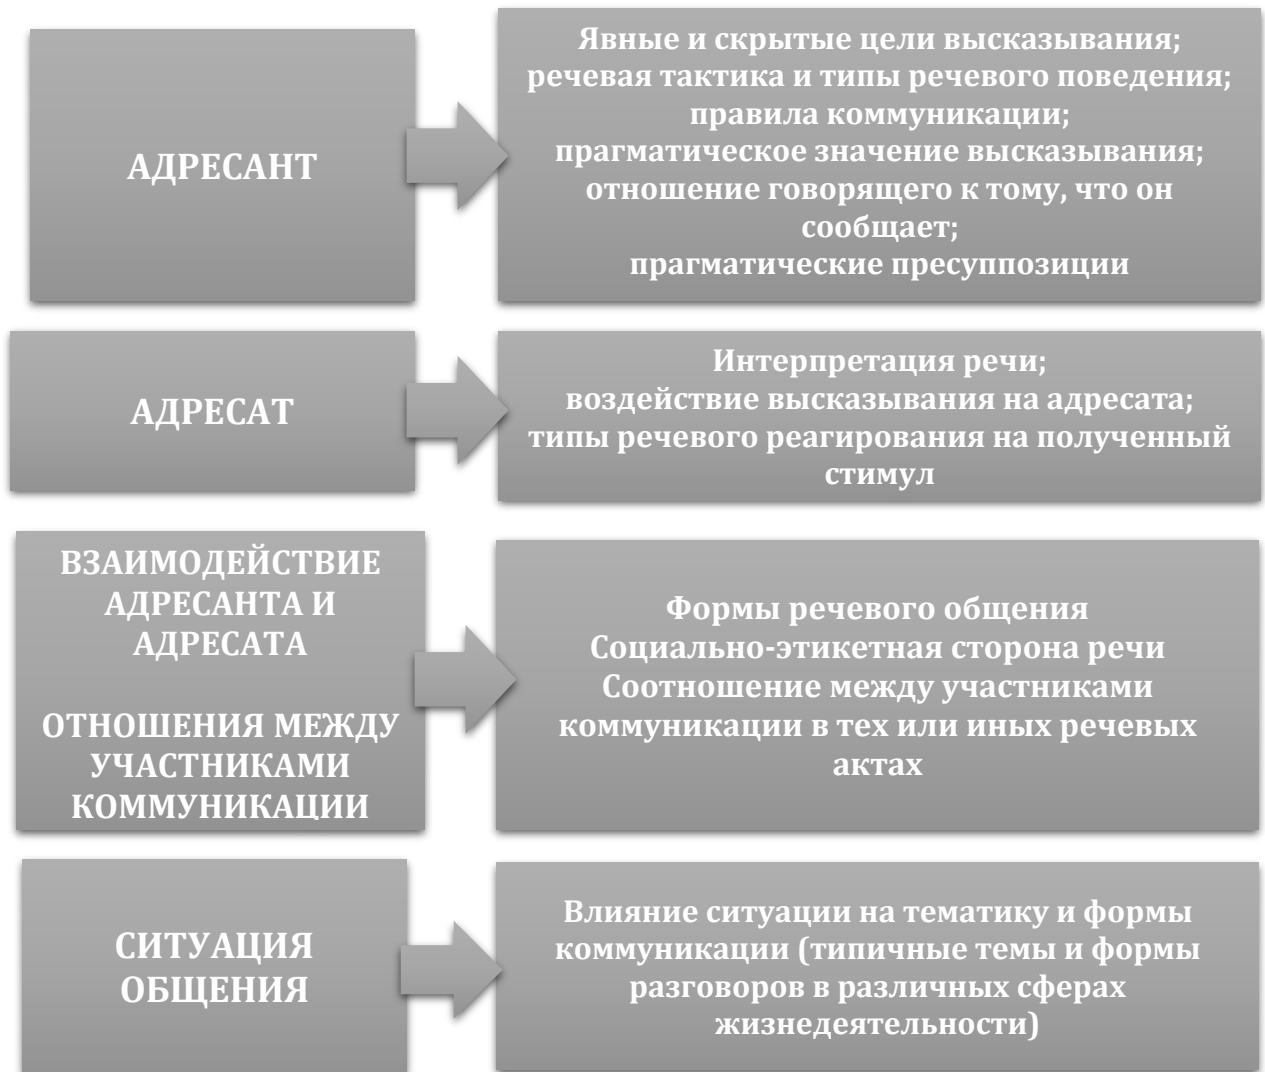 АДРЕСАНТ
Явные и скрытые цели высказывания;
речевая тактика и типы речевого поведения;
правила коммуникации;
прагматическое значение высказывания;
отношение говорящего к тому, что он
сообщает;
прагматические пресуппозиции
АДРЕСАТ
Интерпретация речи;
воздействие высказывания на адресата;
типы речевого реагирования на полученный
стимул
ВЗАИМОДЕЙСТВИЕ
АДРЕСАНТА И
АДРЕСАТА
ОТНОШЕНИЯ МЕЖДУ
УЧАСТНИКАМИ
КОММУНИКАЦИИ
Формы речевого общения
Социально-этикетная сторона речи
Соотношение между участниками
коммуникации в тех или иных речевых
актах
СИТУАЦИЯ
ОБЩЕНИЯ
Влияние ситуации на тематику и формы
коммуникации (типичные темы и формы
разговоров в различных сферах
жизнедеятельности)